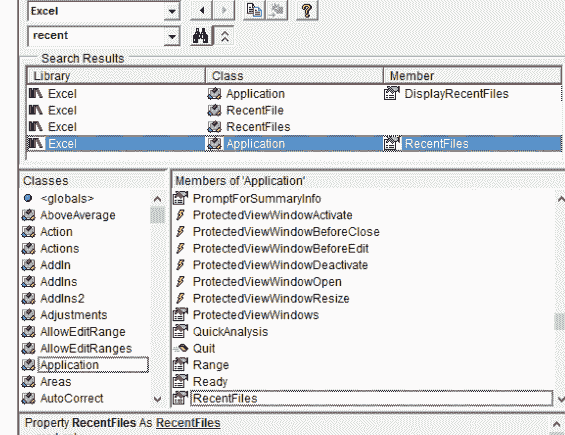 Excel
recent
Search Results
Library Class Member
Excel Application DisplayRecentFiles
Excel RecentFile
Excel RecentFiles
Excel Application RecentFiles
Classes Members of 'Application'
<globals> PromptForSummaryInfo
AboveAverage ProtectedViewWindowActivate
Action ProtectedViewWindowBeforeClose
Actions ProtectedViewWindowBeforeEdit
AddIn ProtectedViewWindowDeactivate
AddIns ProtectedViewWindowOpen
AddIns2 ProtectedViewWindowResize
Adjustments ProtectedViewWindows
AllowEditRange QuickAnalysis
AllowEditRanges Quit
Application Range
Areas Ready
AutoCorrect RecentFiles
Property RecentFiles As RecentFiles